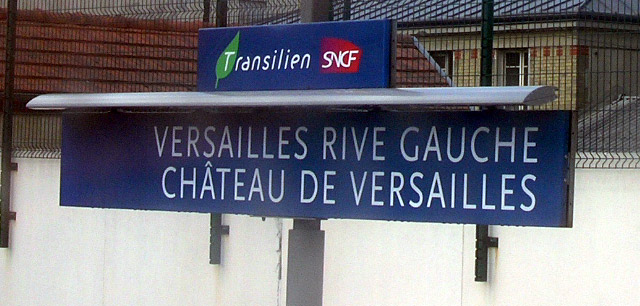 Transilien SNCF
VERSAILLES RIVE GAUCHE
CHÂTEAU DE VERSAILLES